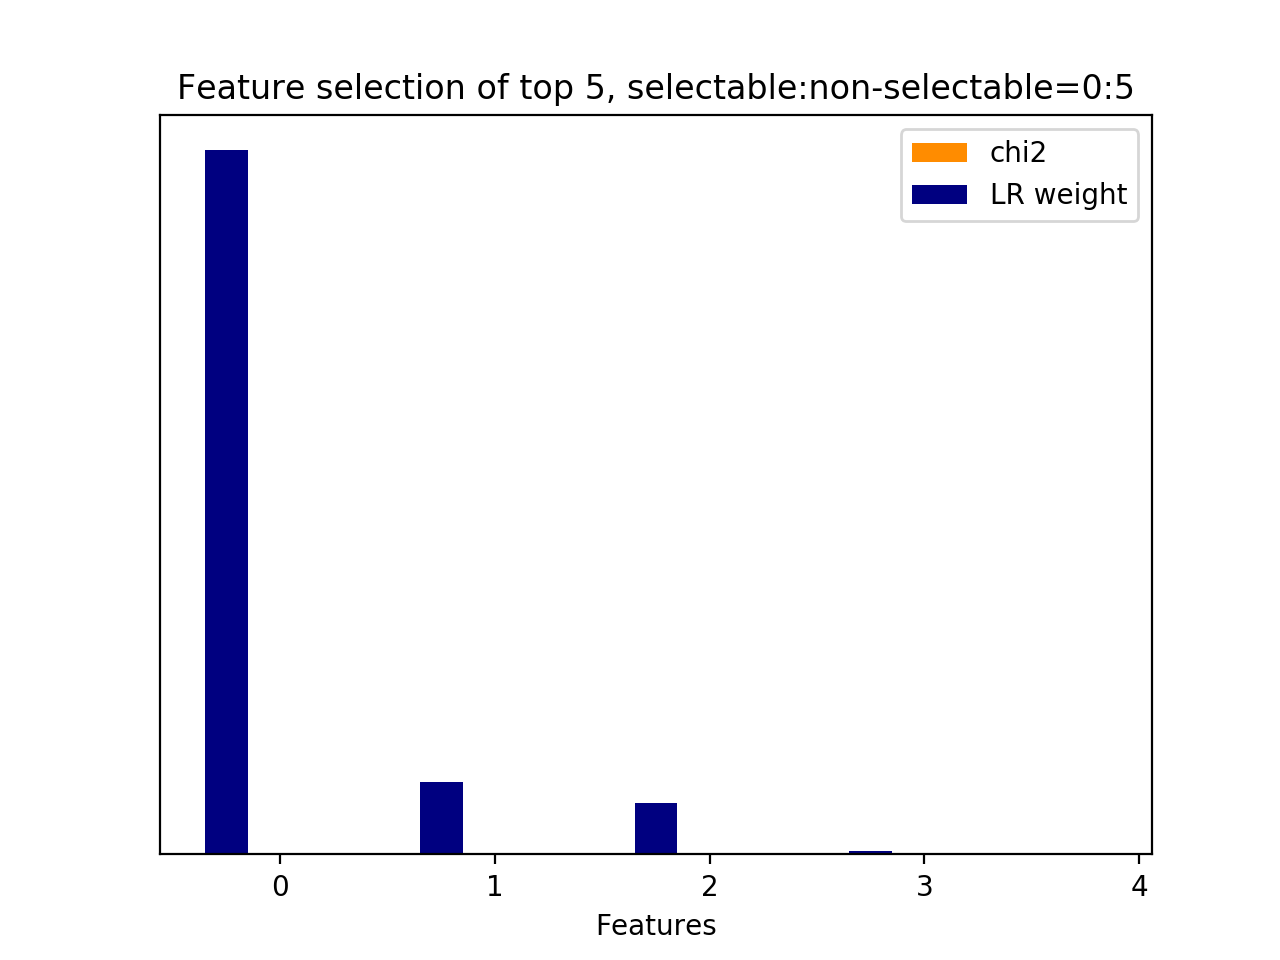 Feature selection of top 5, selectable:non-selectable=0:5
chi2
LR weight
0 1 2 3 4
Features